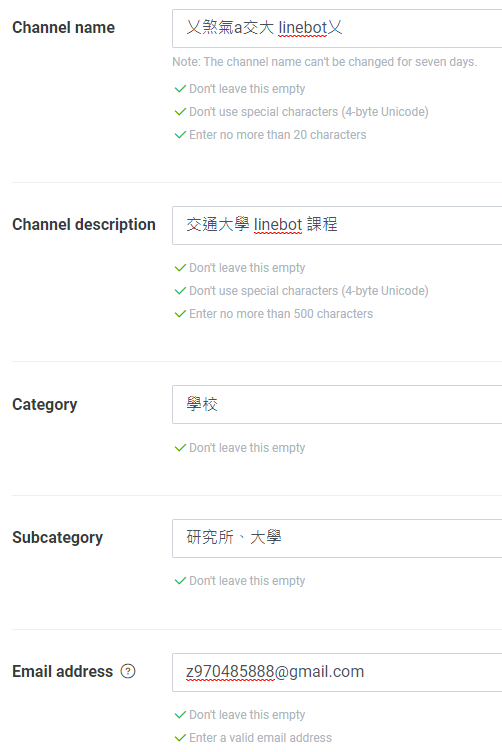 Channel name
乂煞氣a交大 linebot乂
Note: The channel name can't be changed for seven days.
Don't leave this empty
Don't use special characters (4-byte Unicode)
Enter no more than 20 characters
Channel description
交通大學 linebot 課程
Don't leave this empty
Don't use special characters (4-byte Unicode)
Enter no more than 500 characters
Category
學校
Don't leave this empty
Subcategory
研究所、大學
Don't leave this empty
Email address ?
z970485888@gmail.com
Don't leave this empty
Enter a valid email address